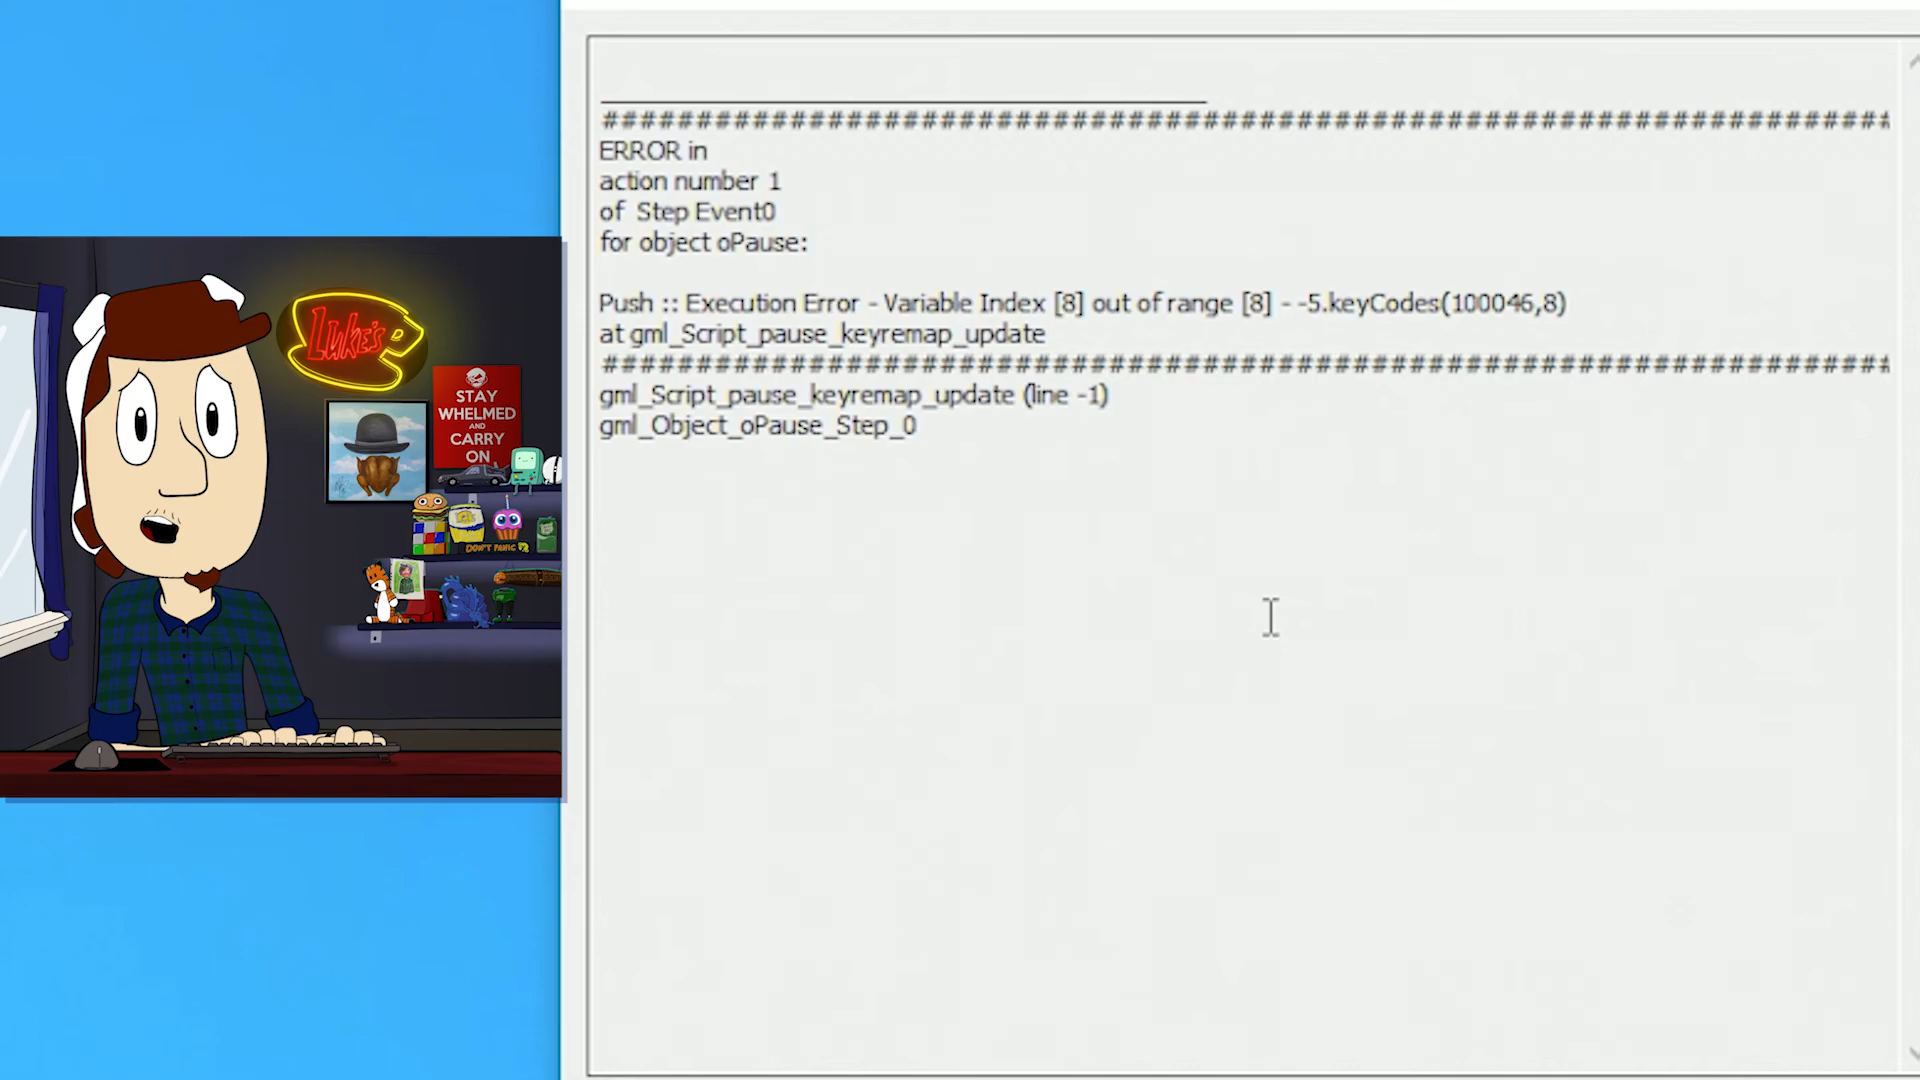 ________________________________________
#####################################################################
ERROR in
action number 1
of  Step Event0
for object oPause:
Push :: Execution Error - Variable Index [8] out of range [8] - -5.keyCodes(100046,8)
at gml_Script_pause_keyremap_update
#####################################################################
gml_Script_pause_keyremap_update (line -1)
gml_Object_oPause_Step_0
Luke's
STAY
WHELMED
AND
CARRY
ON
DON'T PANIC